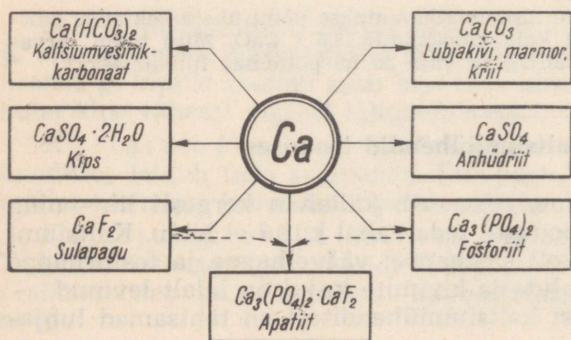 Ca(HCO₃)₂
Kaltsiumvesinik-
karbonaat
CaCO₃
Lubjakivi, marmor,
kriit
Ca
CaSO₄·2H₂O
Kips
CaSO₄
Anhüdriit
CaF₂
Sulapagu
Ca₃(PO₄)₂
Fosforiit
Ca₃(PO₄)₂·CaF₂
Apatiit